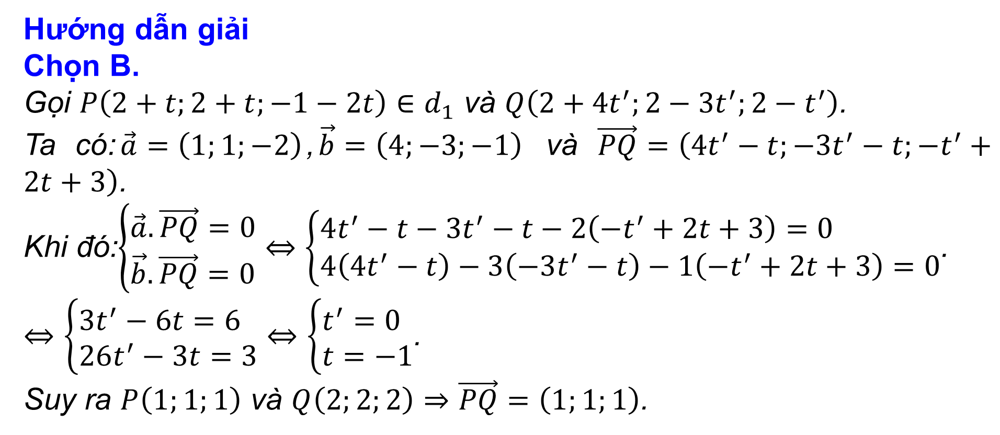 Hướng dẫn giải
Chọn B.
Gọi $P(2+t;2+t;-1-2t) \in d_1$ và $Q(2+4t';2-3t';2-t')$.
Ta có: $\vec{a} = (1;1;-2), \vec{b} = (4;-3;-1)$ và $\overrightarrow{PQ} = (4t'-t;-3t'-t;-t'+$
$2t+3)$.
Khi đó: $\begin{cases} \vec{a}.\overrightarrow{PQ} = 0 \\ \vec{b}.\overrightarrow{PQ} = 0 \end{cases} \Leftrightarrow \begin{cases} 4t'-t-3t'-t-2(-t'+2t+3) = 0 \\ 4(4t'-t)-3(-3t'-t)-1(-t'+2t+3) = 0 \end{cases}$.
$\Leftrightarrow \begin{cases} 3t'-6t = 6 \\ 26t'-3t = 3 \end{cases} \Leftrightarrow \begin{cases} t' = 0 \\ t = -1 \end{cases}$.
Suy ra $P(1;1;1)$ và $Q(2;2;2) \Rightarrow \overrightarrow{PQ} = (1;1;1)$.